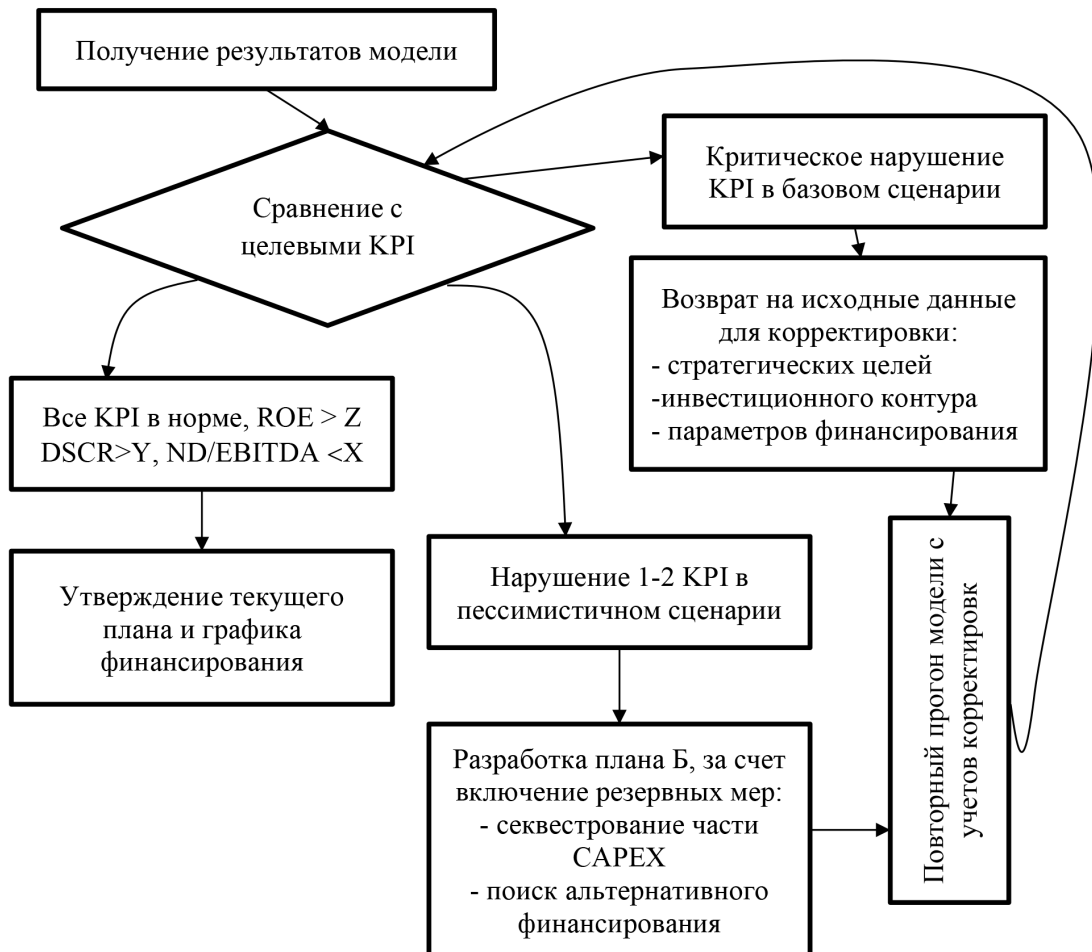 Получение результатов модели
Сравнение с
целевыми KPI
Критическое нарушение
KPI в базовом сценарии
Возврат на исходные данные
для корректировки:
- стратегических целей
-инвестиционного контура
- параметров финансирования
Все KPI в норме, ROE > Z
DSCR>Y, ND/EBITDA <X
Утверждение текущего
плана и графика
финансирования
Нарушение 1-2 KPI в
пессимистичном сценарии
Разработка плана Б, за счет
включение резервных мер:
- секвестрование части
CAPEX
- поиск альтернативного
финансирования
Повторный прогон модели с
учетов корректировк